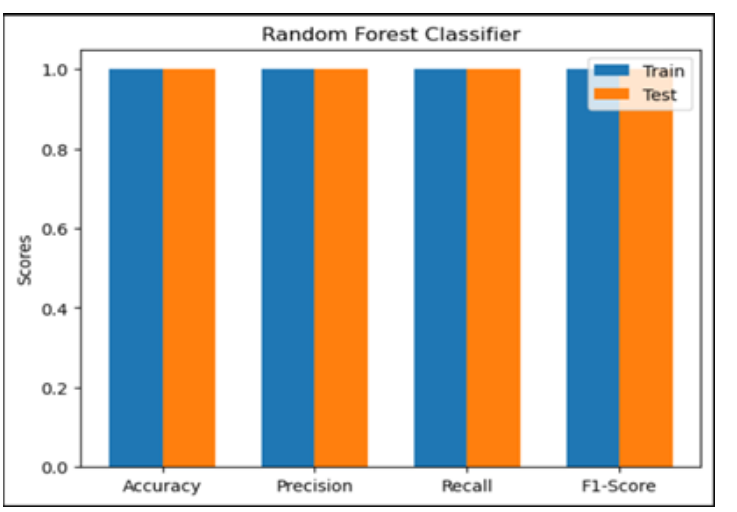 Random Forest Classifier
Train
Test
1.0
0.8
0.6
0.4
0.2
0.0
Scores
Accuracy Precision Recall F1-Score